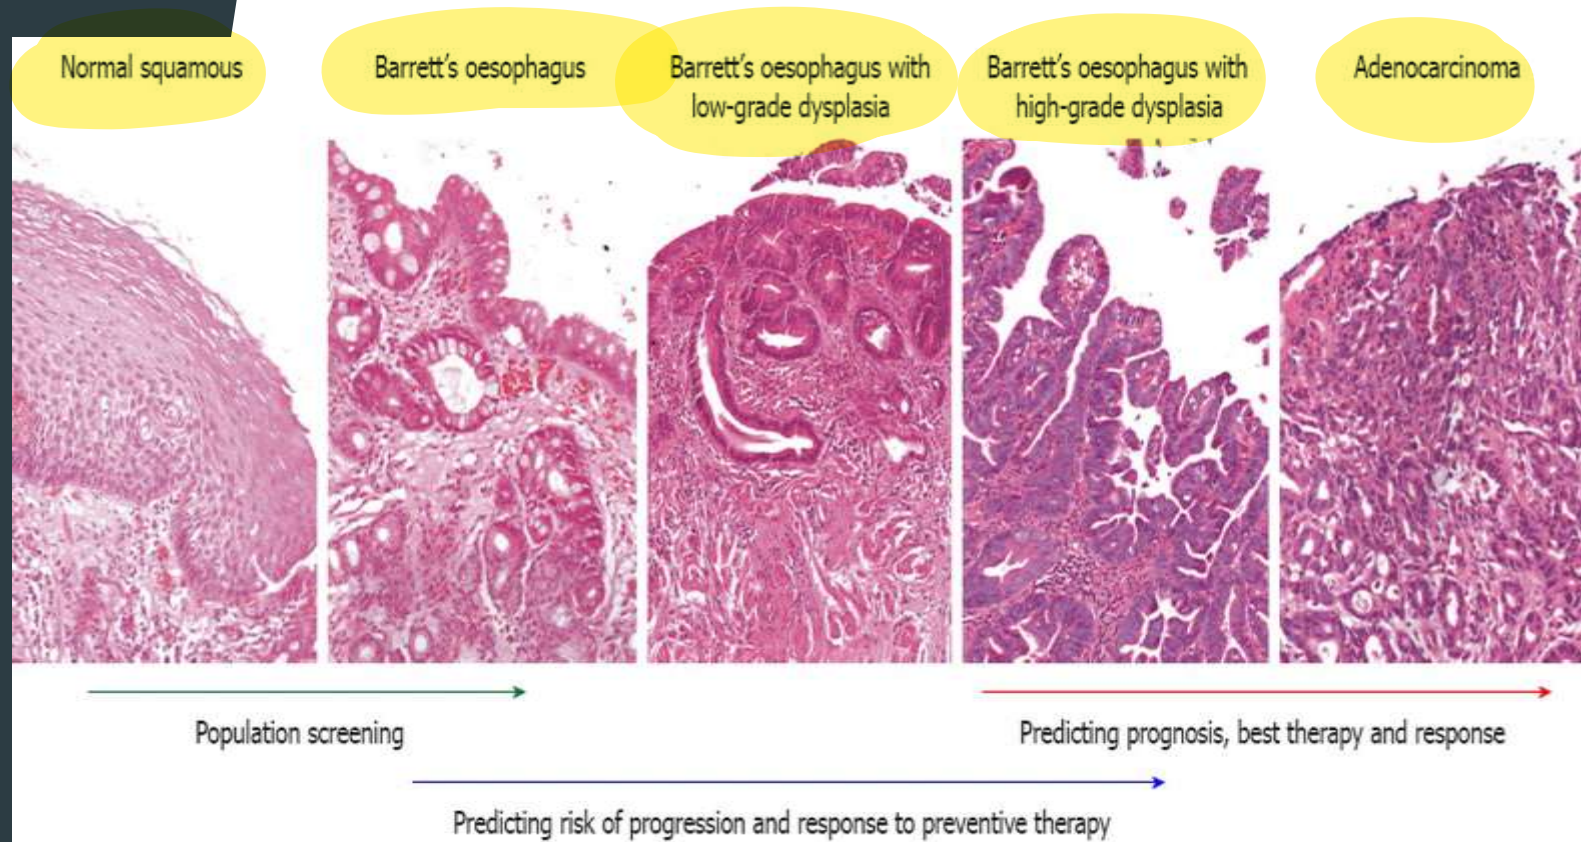 Normal squamous
Barrett's oesophagus
Barrett's oesophagus with
low-grade dysplasia
Barrett's oesophagus with
high-grade dysplasia
Adenocarcinoma
Population screening
Predicting prognosis, best therapy and response
Predicting risk of progression and response to preventive therapy